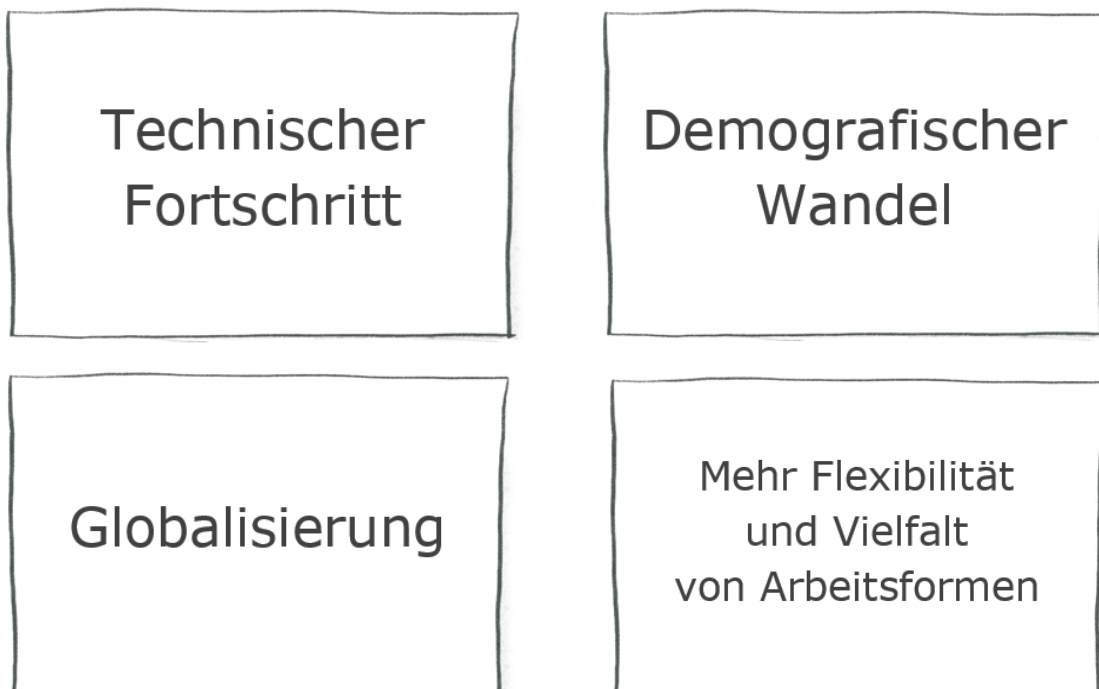 Technischer
Fortschritt
Demografischer
Wandel
Globalisierung
Mehr Flexibilität
und Vielfalt
von Arbeitsformen